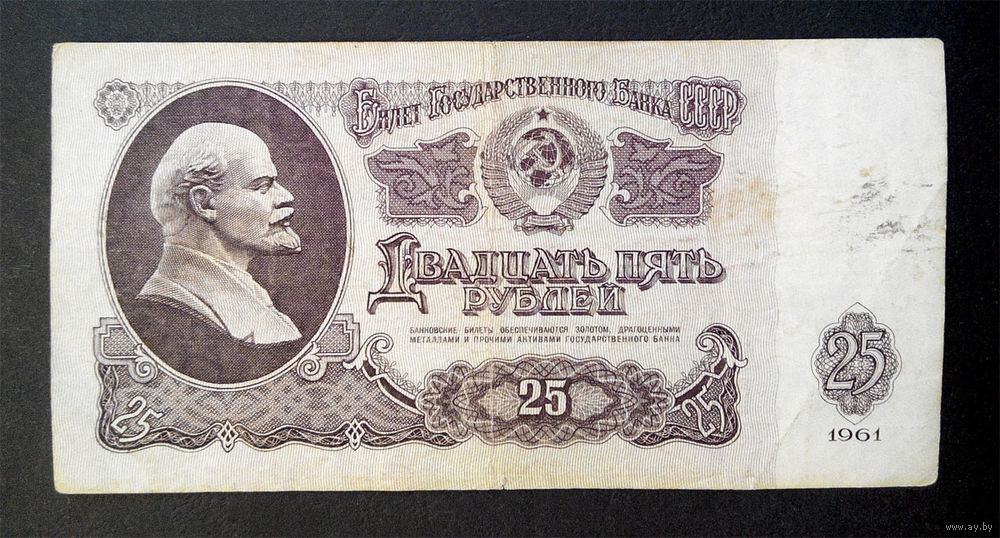 Билет Государственного Банка СССР
Двадцать пять
рублей
БАНКОВСКИЕ БИЛЕТЫ ОБЕСПЕЧИВАЮТСЯ ЗОЛОТОМ, ДРАГОЦЕННЫМИ
МЕТАЛЛАМИ И ПРОЧИМИ АКТИВАМИ ГОСУДАРСТВЕННОГО БАНКА
25
25
25
25
1961
www.ay.by